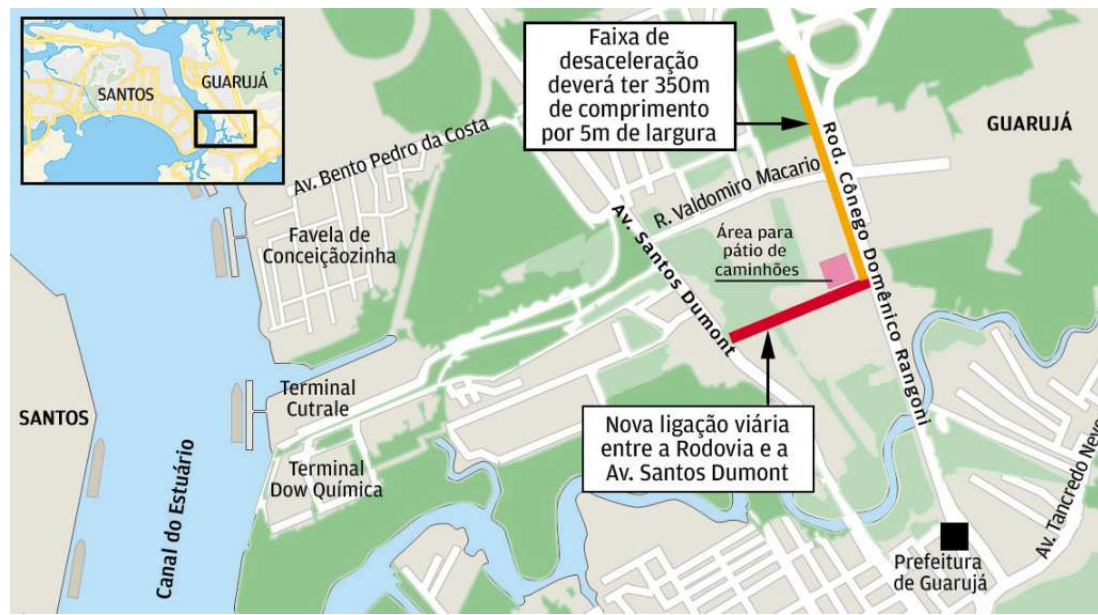 SANTOS
GUARUJÁ
Faixa de
desaceleração
deverá ter 350m
de comprimento
por 5m de largura
GUARUJÁ
Av. Bento Pedro da Costa
Rod. Cônego Domênico Rangoni
R. Valdomiro Macario
Av. Santos Dumont
Favela de
Conceiçãozinha
Área para
pátio de
caminhões
Terminal
Cutrale
SANTOS
Nova ligação viária
entre a Rodovia e a
Av. Santos Dumont
Terminal
Dow Química
Canal do Estuário
Av. Tancredo Neve
Prefeitura
de Guarujá